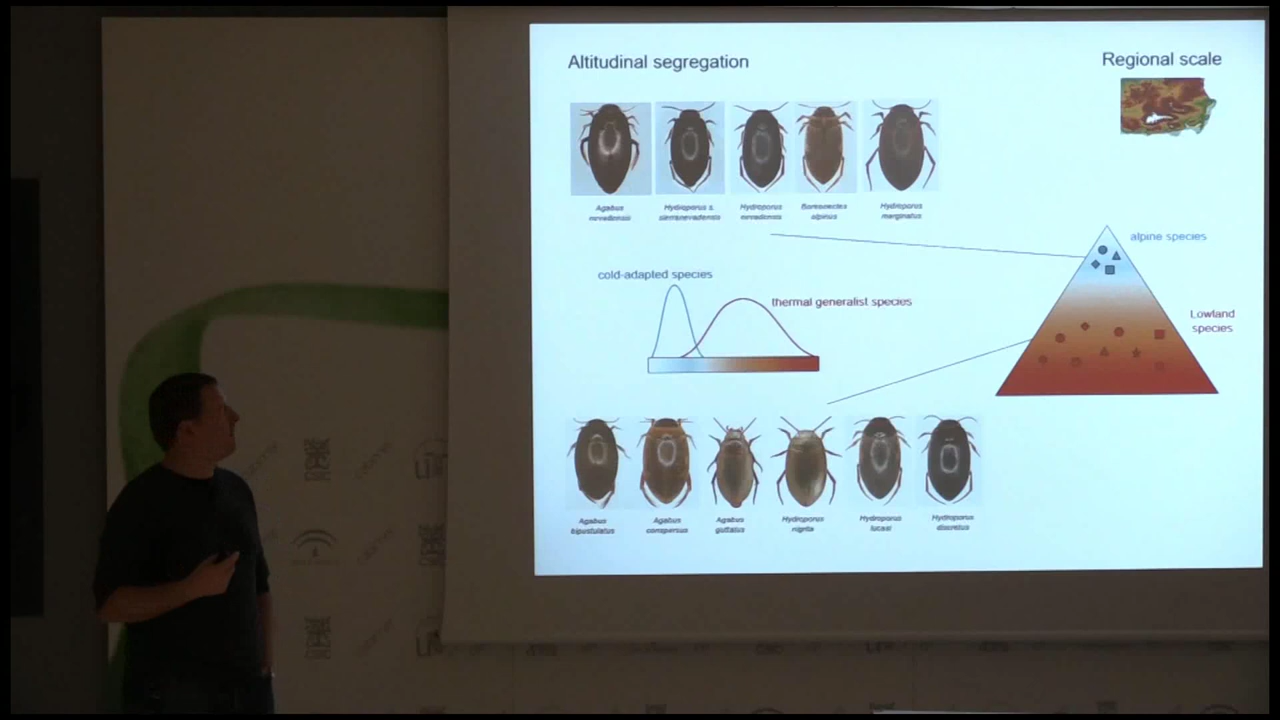 Altitudinal segregation
Regional scale
Agabus
nevadensis
Hydroporus s.
sierranevadensis
Hydroporus
nevadensis
Boreonectes
alpinus
Hydroporus
marginatus
alpine species
cold-adapted species
thermal generalist species
Lowland
species
Agabus
bipustulatus
Agabus
conspersus
Agabus
guttatus
Hydroporus
nigrita
Hydroporus
lucasi
Hydroporus
discretus